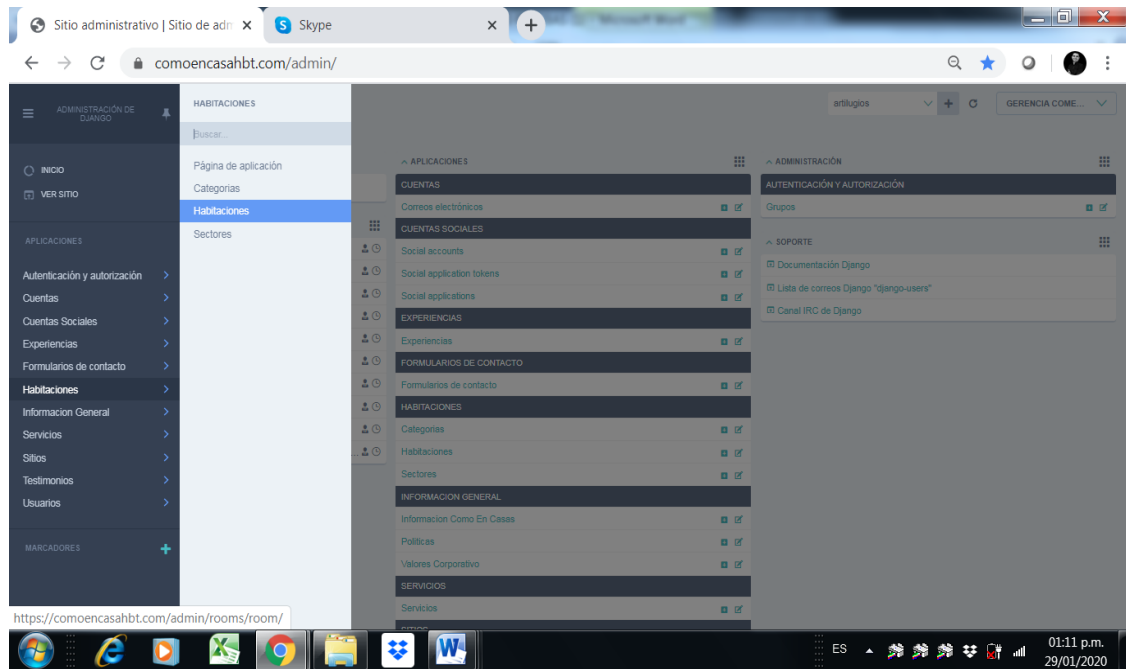 Sitio administrativo | Sitio de adm
Skype
comoencasahbt.com/admin/
ADMINISTRACIÓN DE DJANGO
INICIO
VER SITIO
APLICACIONES
Autenticación y autorización
Cuentas
Cuentas Sociales
Experiencias
Formularios de contacto
Habitaciones
Informacion General
Servicios
Sitios
Testimonios
Usuarios
MARCADORES
HABITACIONES
Buscar...
Página de aplicación
Categorias
Habitaciones
Sectores
artilugios
GERENCIA COME...
APLICACIONES
CUENTAS
Correos electrónicos
CUENTAS SOCIALES
Social accounts
Social application tokens
Social applications
EXPERIENCIAS
Experiencias
FORMULARIOS DE CONTACTO
Formularios de contacto
HABITACIONES
Categorias
Habitaciones
Sectores
INFORMACION GENERAL
Informacion Como En Casas
Políticas
Valores Corporativo
SERVICIOS
Servicios
SITIOS
ADMINISTRACIÓN
AUTENTICACIÓN Y AUTORIZACIÓN
Grupos
SOPORTE
Documentación Django
Lista de correos Django "django-users"
Canal IRC de Django
https://comoencasahbt.com/admin/rooms/room/
ES
01:11 p.m.
29/01/2020